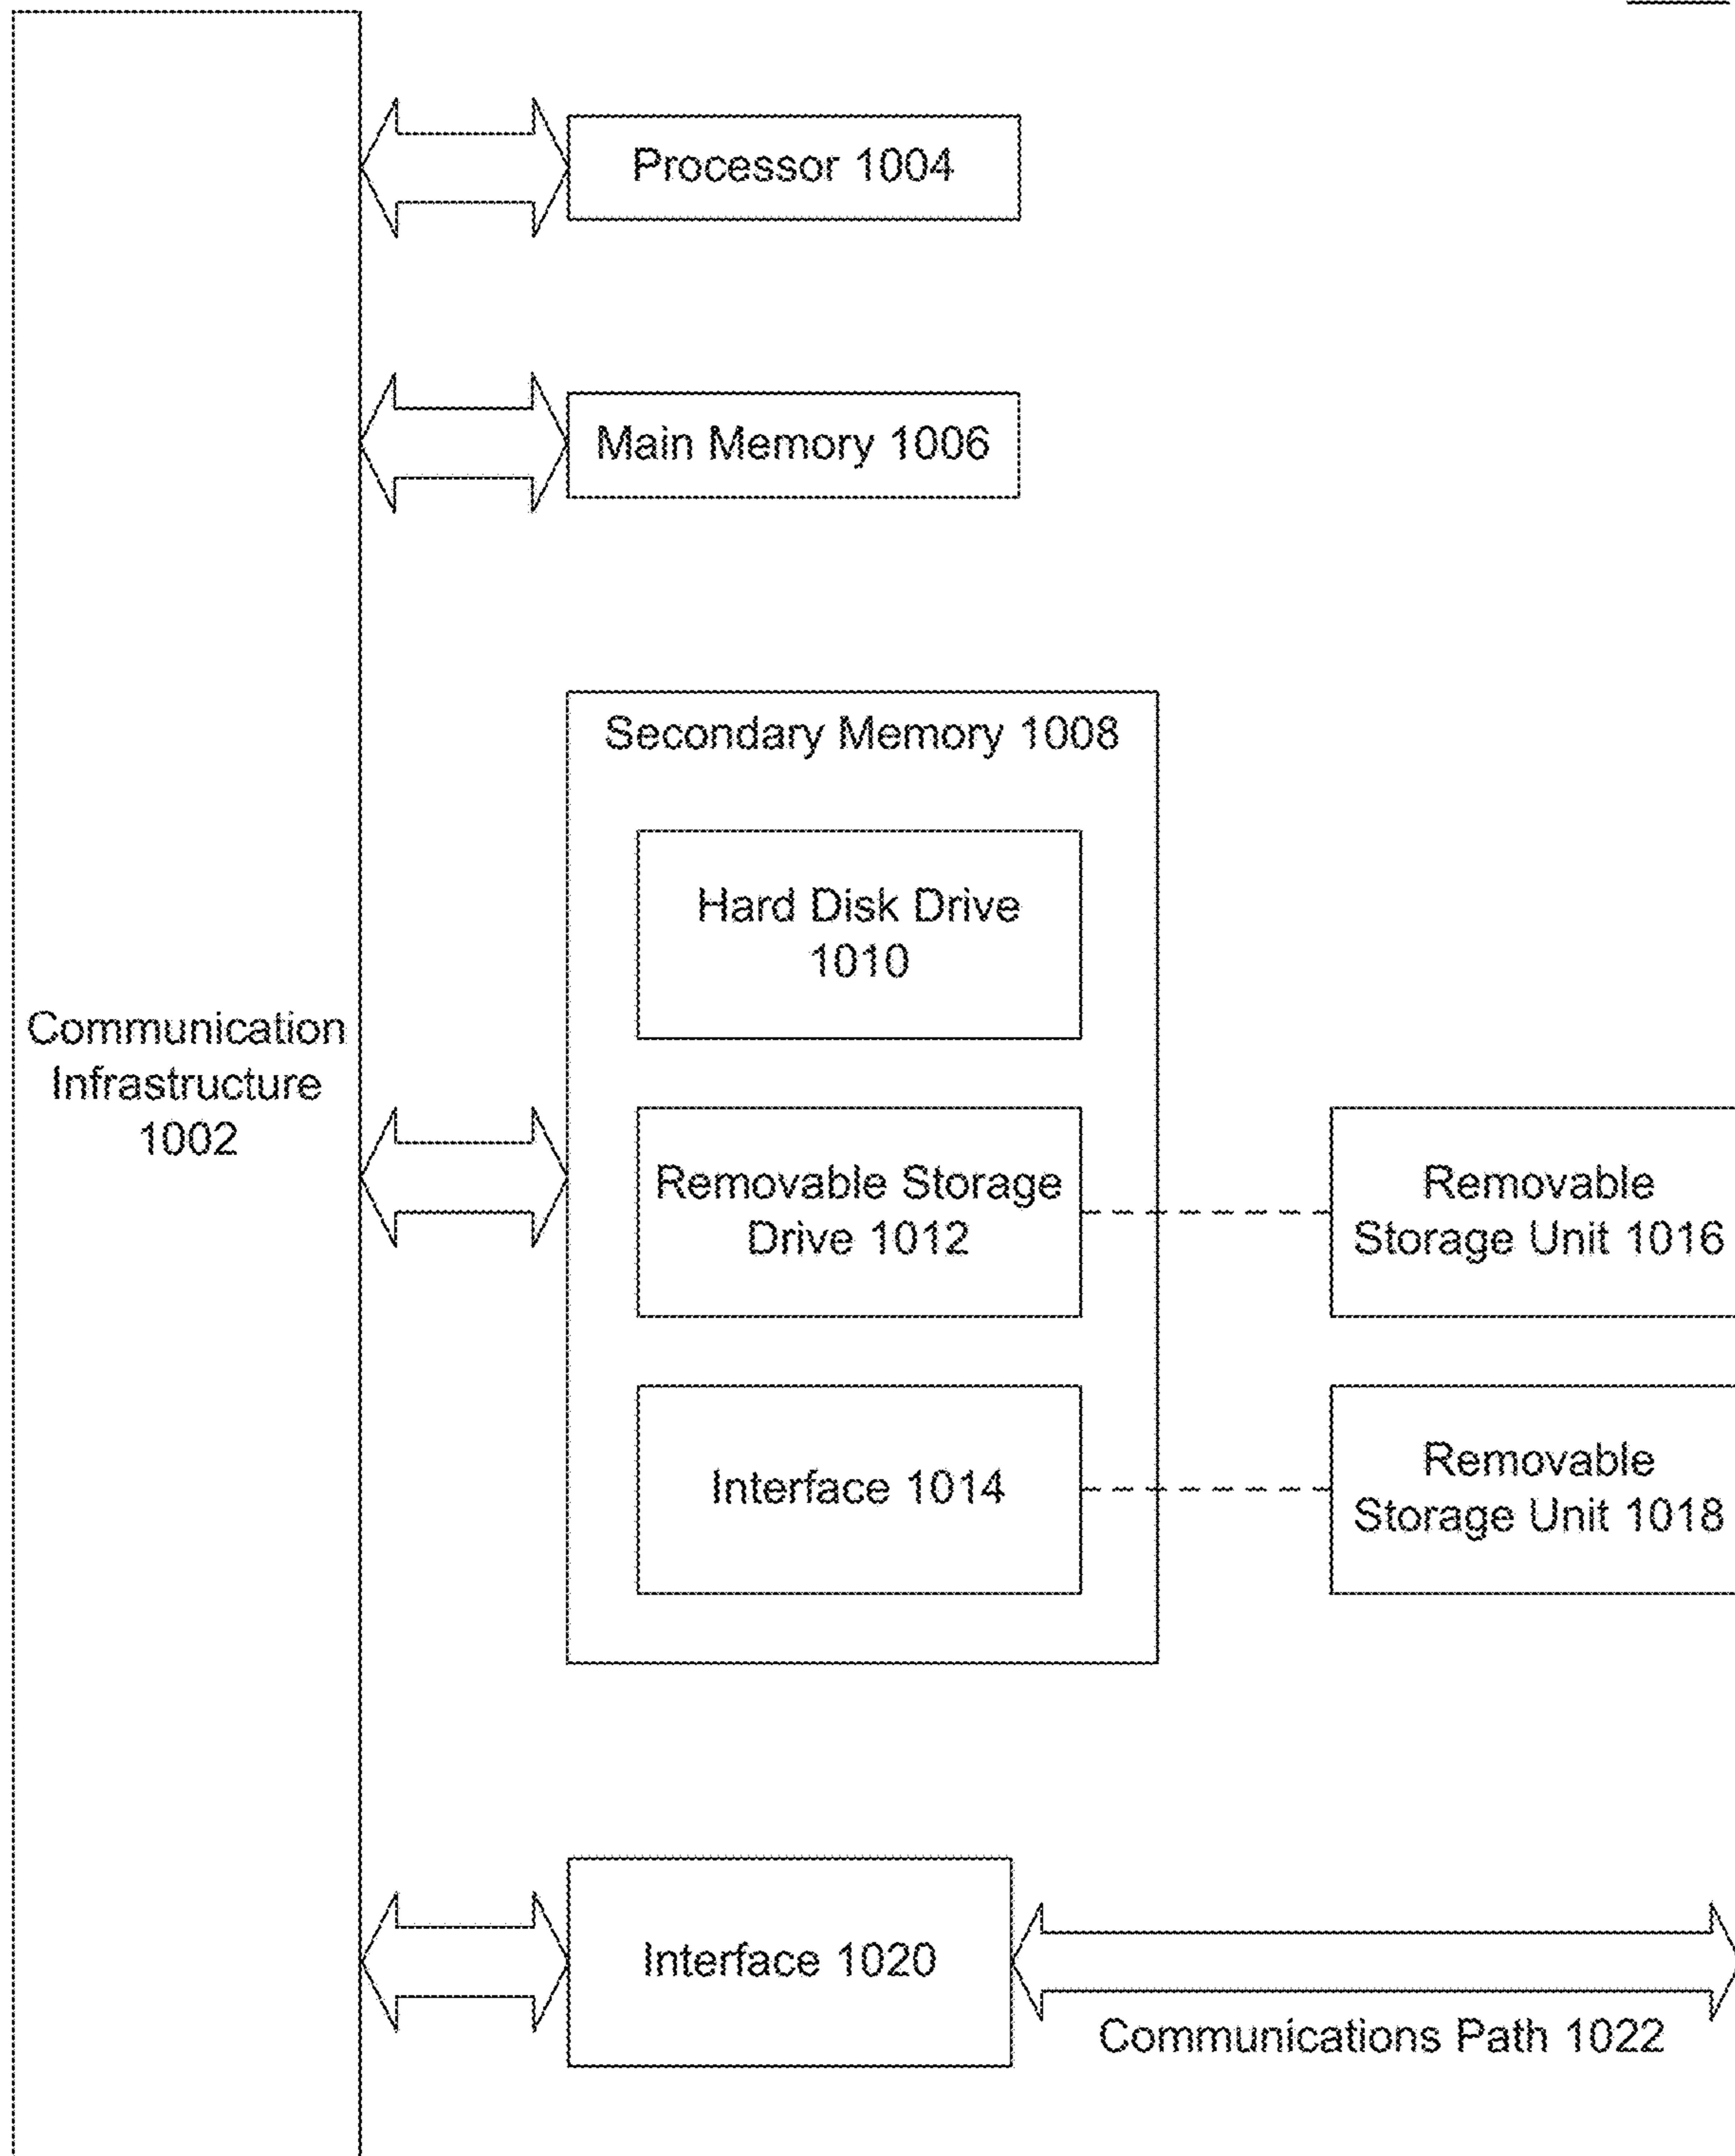 Processor 1004
Main Memory 1006
Secondary Memory 1008
Hard Disk Drive
1010
Communication
Infrastructure
1002
Removable Storage
Drive 1012
Removable
Storage Unit 1016
Interface 1014
Removable
Storage Unit 1018
Interface 1020
Communications Path 1022